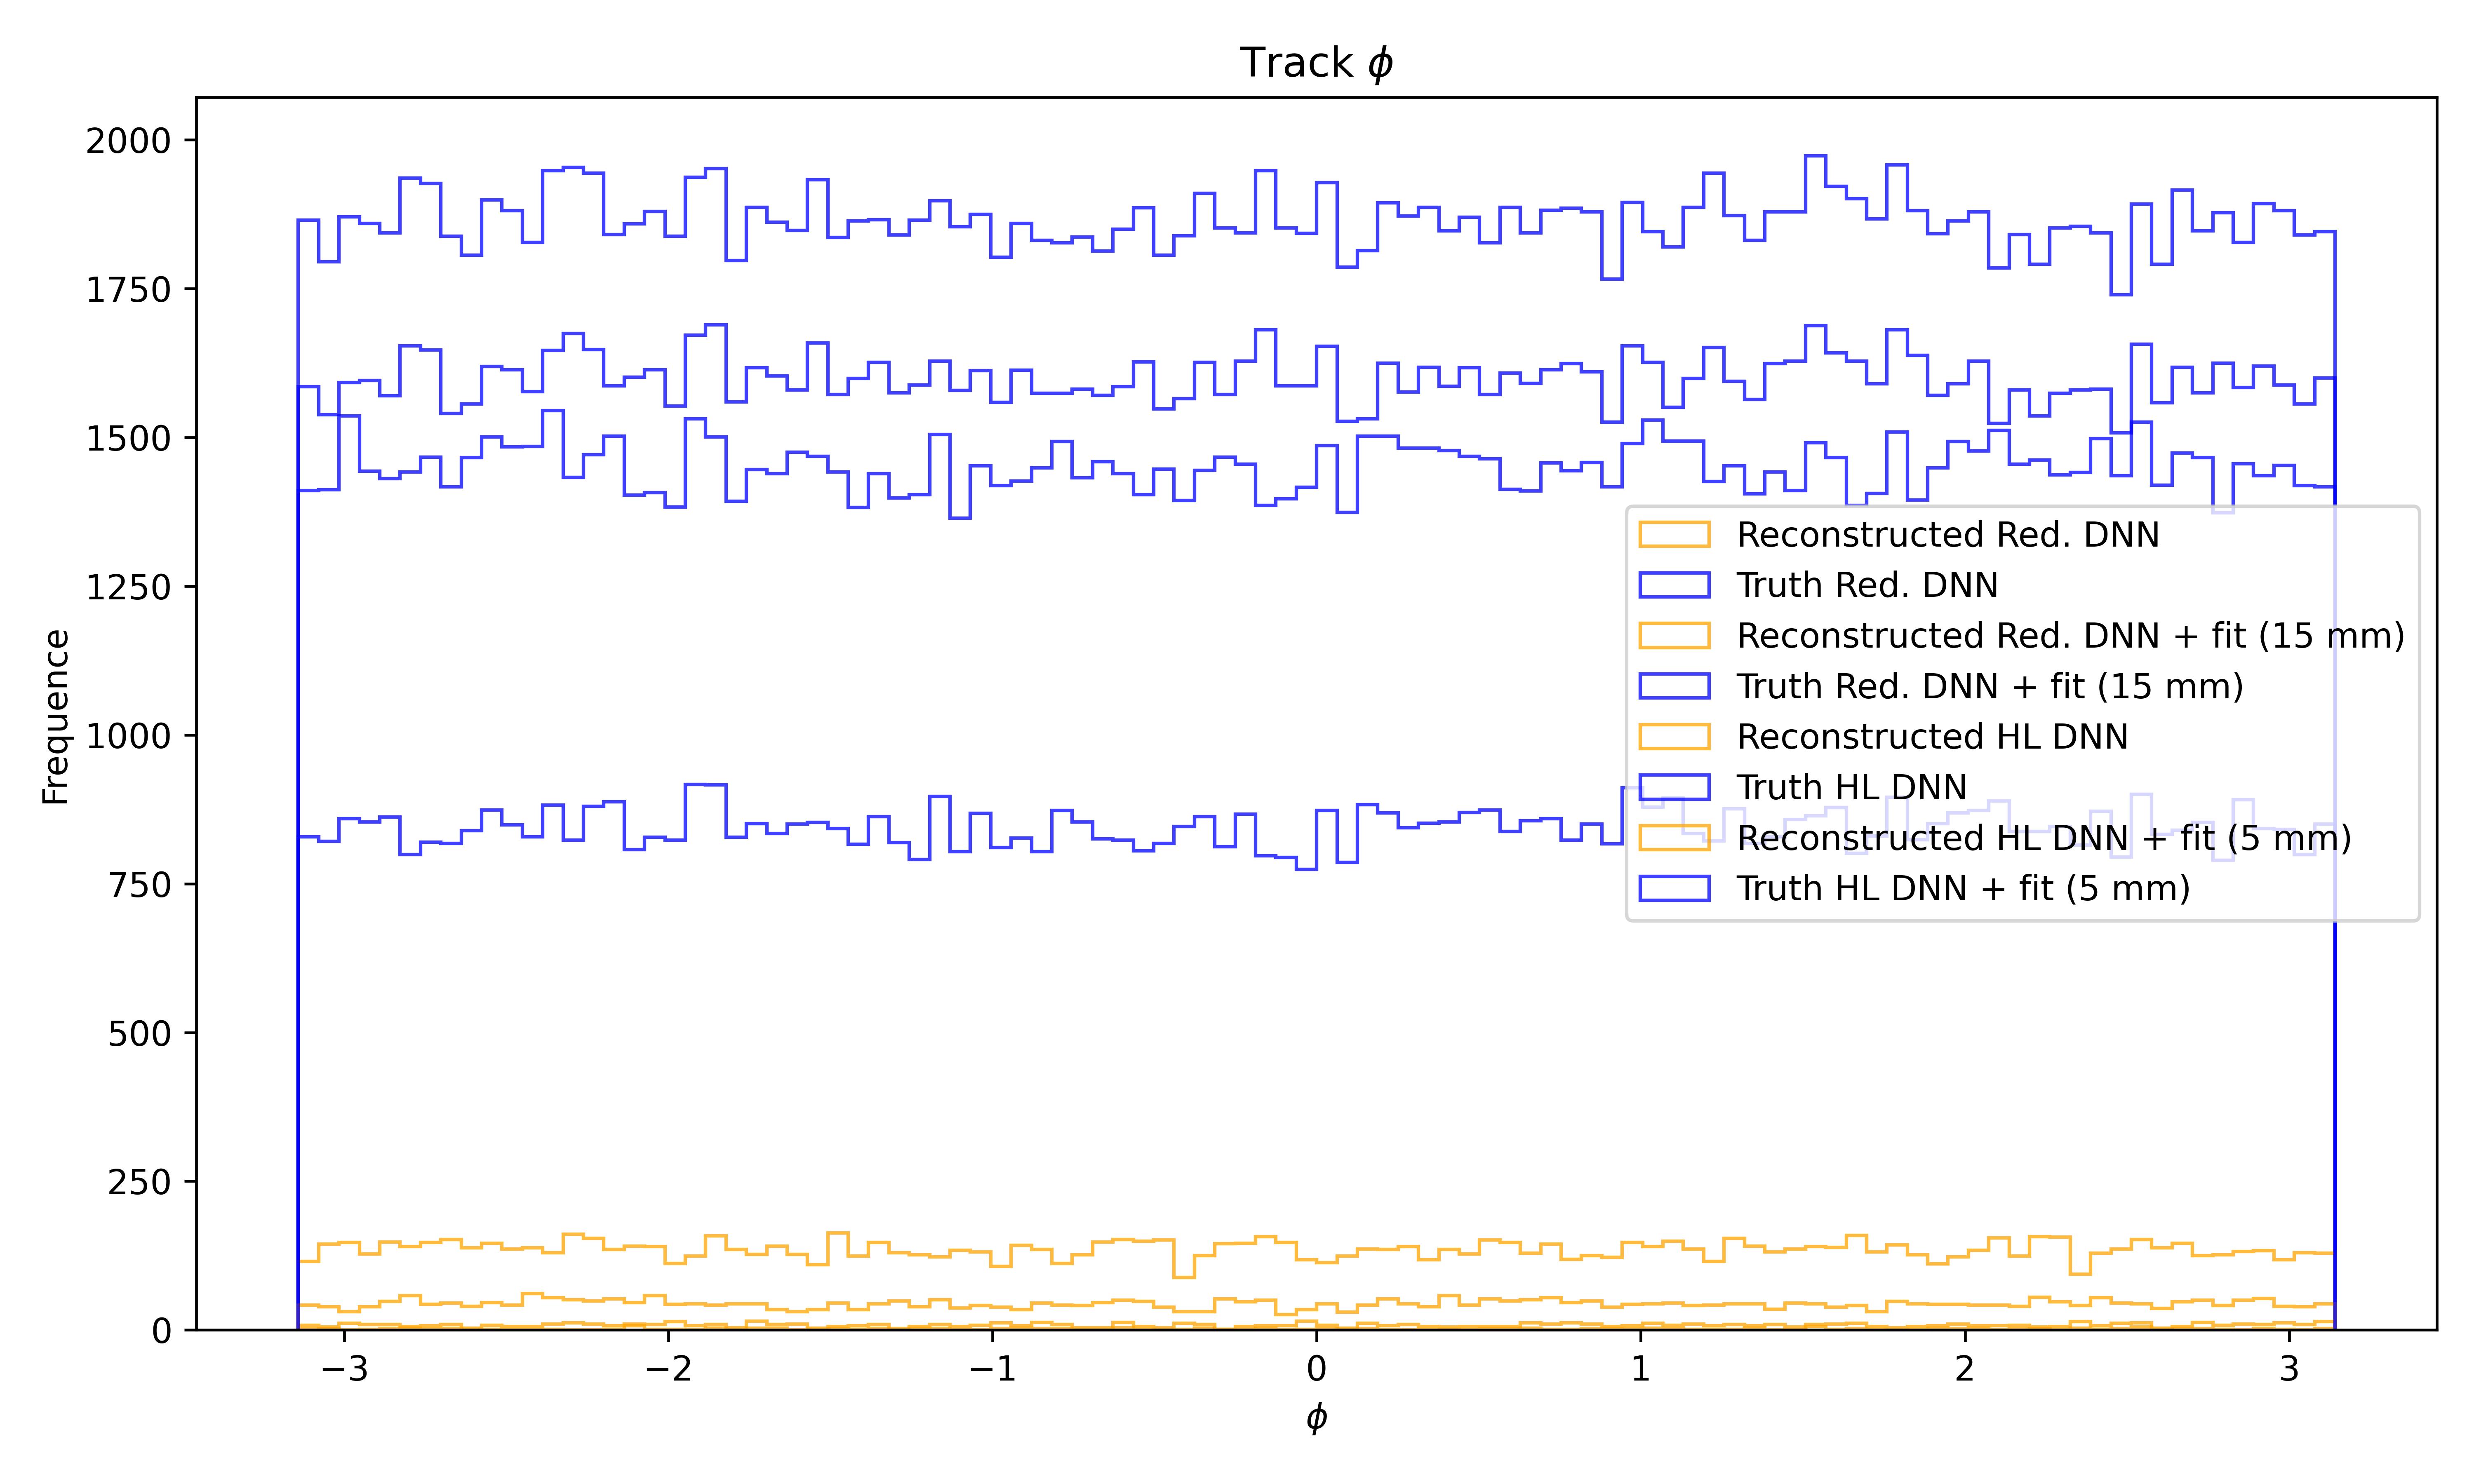 Track ϕ
Frequence
2000
1750
1500
1250
1000
750
500
250
0
Reconstructed Red. DNN
Truth Red. DNN
Reconstructed Red. DNN + fit (15 mm)
Truth Red. DNN + fit (15 mm)
Reconstructed HL DNN
Truth HL DNN
Reconstructed HL DNN + fit (5 mm)
Truth HL DNN + fit (5 mm)
−3 −2 −1 0 1 2 3
ϕ